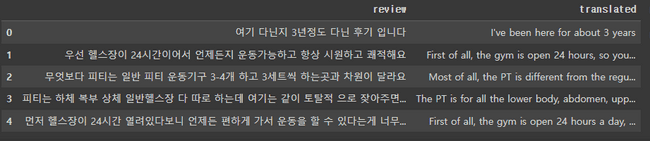 review translated
0 여기 다닌지 3년정도 다닌 후기 입니다 I've been here for about 3 years
1 우선 헬스장이 24시간이어서 언제든지 운동가능하고 항상 시원하고 쾌적해요 First of all, the gym is open 24 hours, so you...
2 무엇보다 피티는 일반 피티 운동기구 3-4개 하고 3세트씩 하는곳과 차원이 달라요 Most of all, the PT is different from the regu...
3 피티는 하체 복부 상체 일반헬스장 다 따로 하는데 여기는 같이 토탈적 으로 잦아주면... The PT is for all the lower body, abdomen, upp...
4 먼저 헬스장이 24시간 열려있다보니 언제든 편하게 가서 운동을 할 수 있다는게 너무... First of all, the gym is open 24 hours a day, ...